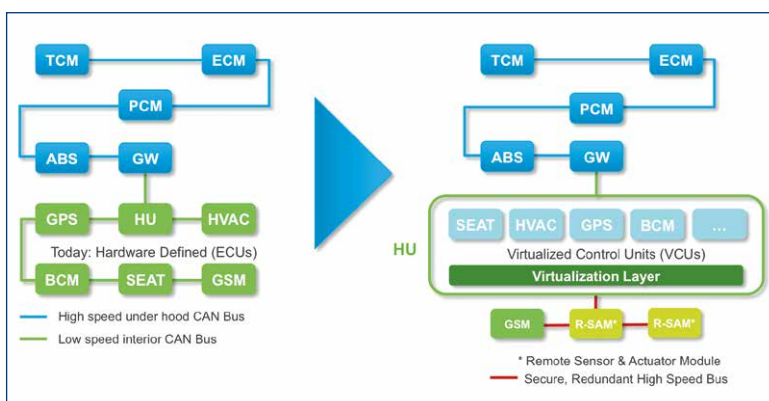 TCM ECM
PCM
ABS GW
GPS HU HVAC
Today: Hardware Defined (ECUs)
BCM SEAT GSM
High speed under hood CAN Bus
Low speed interior CAN Bus
TCM ECM
PCM
ABS GW
SEAT HVAC GPS BCM ...
HU
Virtualized Control Units (VCUs)
Virtualization Layer
GSM R-SAM* R-SAM*
* Remote Sensor & Actuator Module
Secure, Redundant High Speed Bus